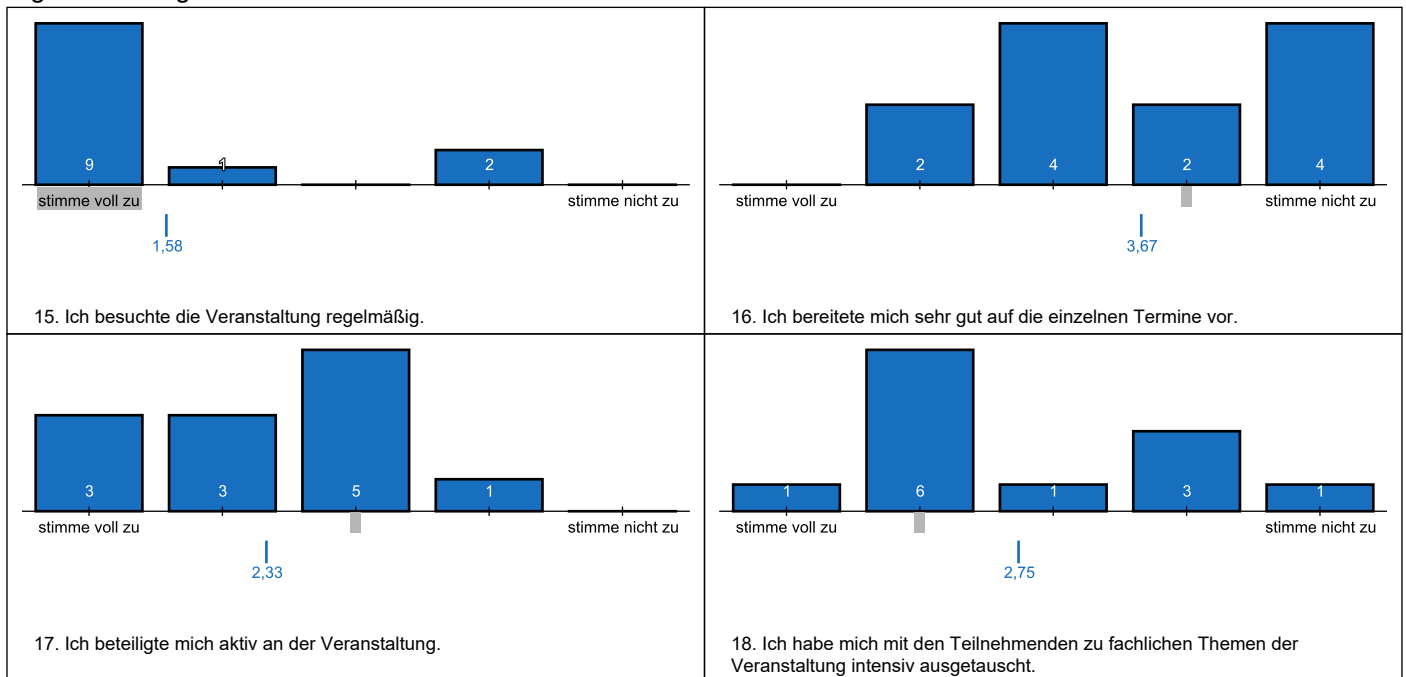 9
1
2
stimme voll zu
stimme nicht zu
1,58
15. Ich besuchte die Veranstaltung regelmäßig.
2
4
2
4
stimme voll zu
stimme nicht zu
3,67
16. Ich bereitete mich sehr gut auf die einzelnen Termine vor.
3
3
5
1
stimme voll zu
stimme nicht zu
2,33
17. Ich beteiligte mich aktiv an der Veranstaltung.
1
6
1
3
1
stimme voll zu
stimme nicht zu
2,75
18. Ich habe mich mit den Teilnehmenden zu fachlichen Themen der
Veranstaltung intensiv ausgetauscht.